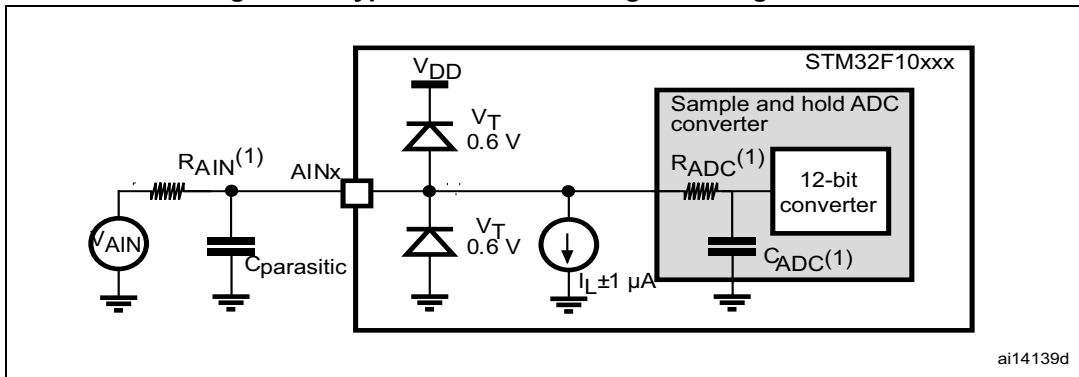 STM32F10xxx
VDD
Sample and hold ADC
converter
VT
0.6 V
RAIN(1)
AINx
RADC(1)
12-bit
converter
VAIN
Cparasitic
VT
0.6 V
IL±1 µA
CADC(1)
ai14139d